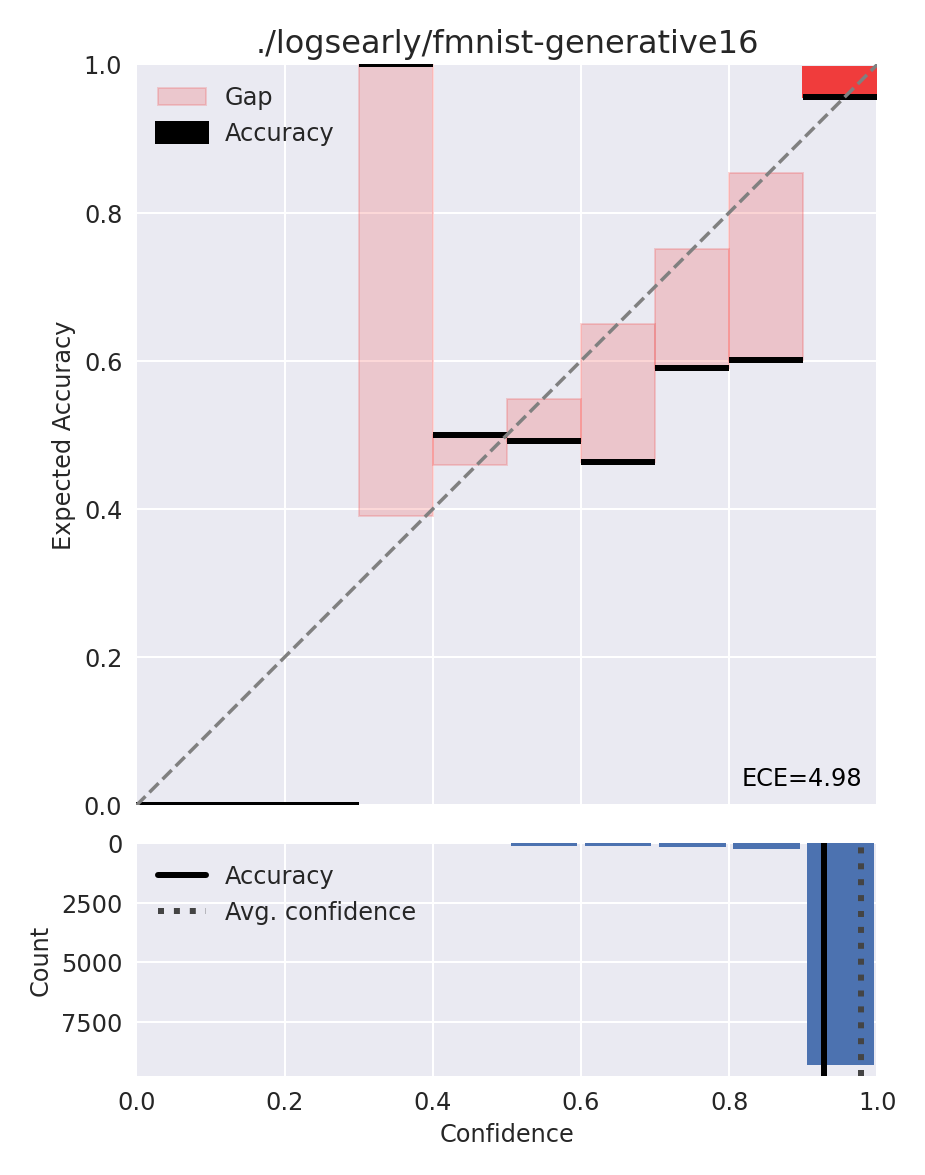 ./logsearly/fmnist-generative16
1.0
Gap
Accuracy
0.8
0.6
Expected Accuracy
0.4
0.2
ECE=4.98
0.0
0
Accuracy
2500
Avg. confidence
Count
5000
7500
0.0 0.2 0.4 0.6 0.8 1.0
Confidence